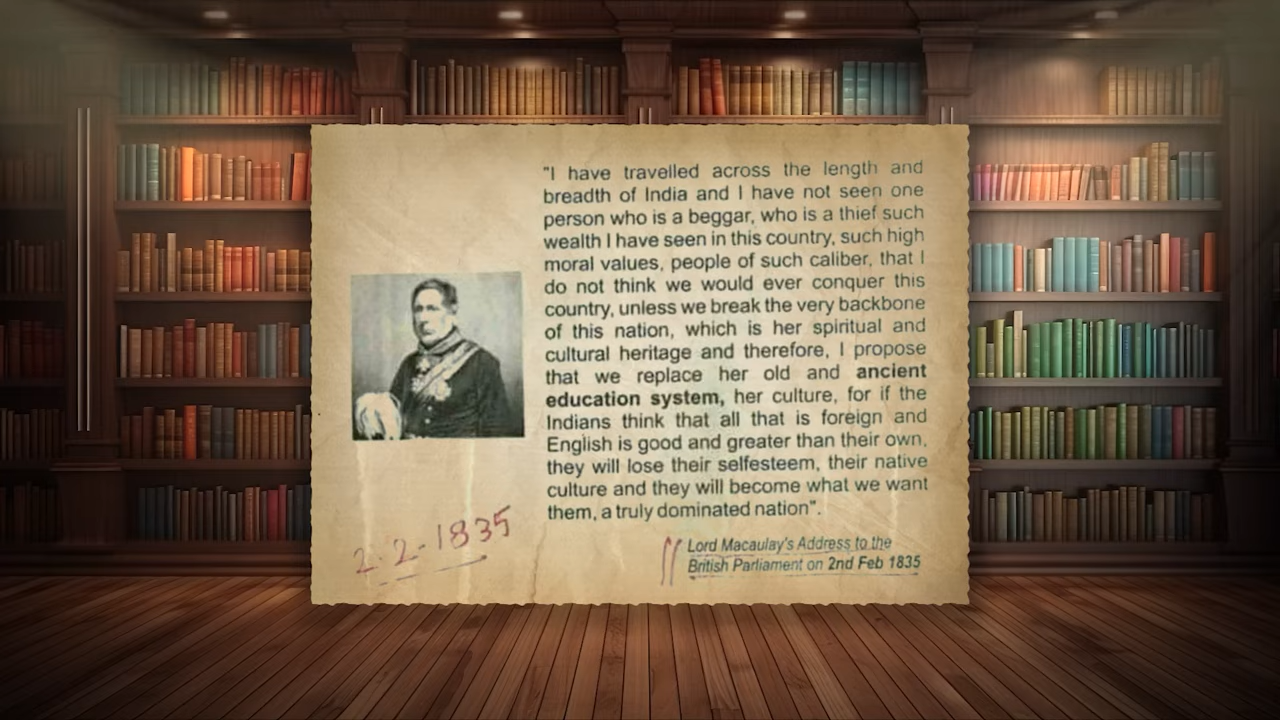 "I have travelled across the length and
breadth of India and I have not seen one
person who is a beggar, who is a thief such
wealth I have seen in this country, such high
moral values, people of such caliber, that I
do not think we would ever conquer this
country, unless we break the very backbone
of this nation, which is her spiritual and
cultural heritage and therefore, I propose
that we replace her old and ancient
education system, her culture, for if the
Indians think that all that is foreign and
English is good and greater than their own,
they will lose their selfesteem, their native
culture and they will become what we want
them, a truly dominated nation".
2-2-1835
Lord Macaulay's Address to the
British Parliament on 2nd Feb 1835